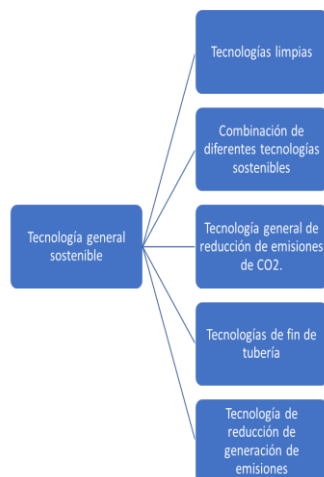 Tecnologías limpias
Combinación de
diferentes tecnologías
sostenibles
Tecnología general
sostenible
Tecnología general de
reducción de emisiones
de CO2.
Tecnologías de fin de
tubería
Tecnología de
reducción de
generación de
emisiones